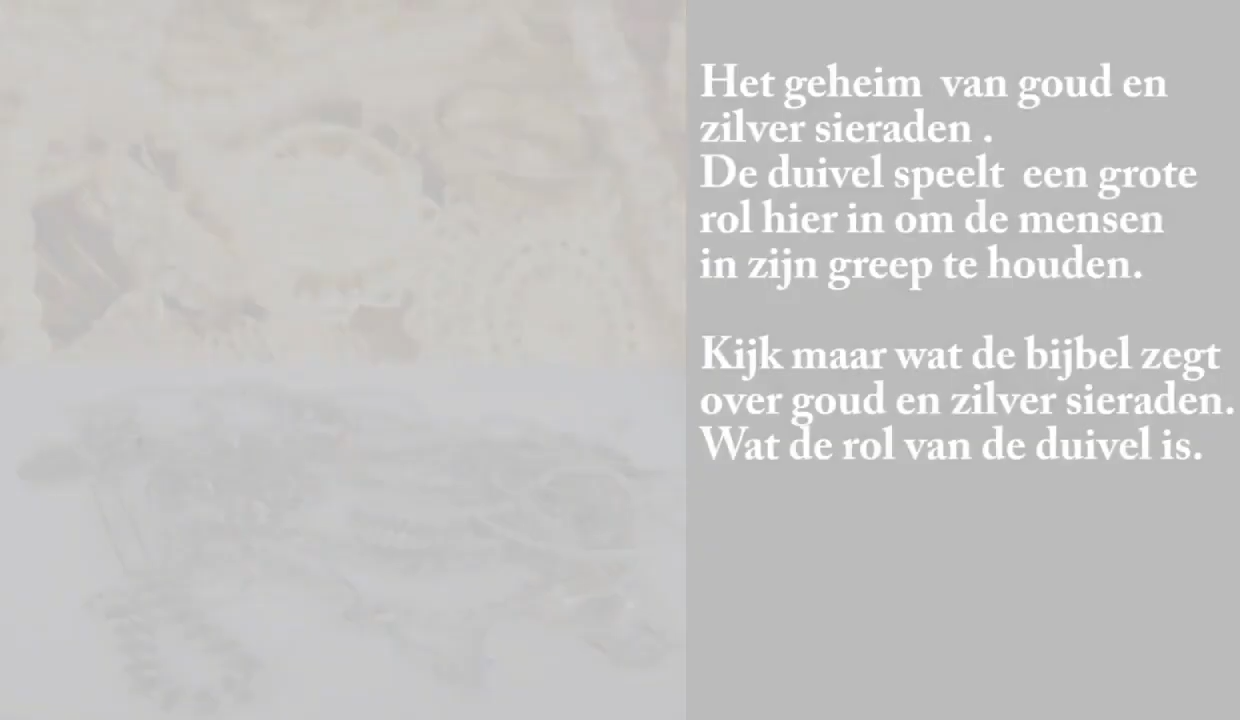 Het geheim van goud en
zilver sieraden .
De duivel speelt een grote
rol hier in om de mensen
in zijn greep te houden.
Kijk maar wat de bijbel zegt
over goud en zilver sieraden.
Wat de rol van de duivel is.